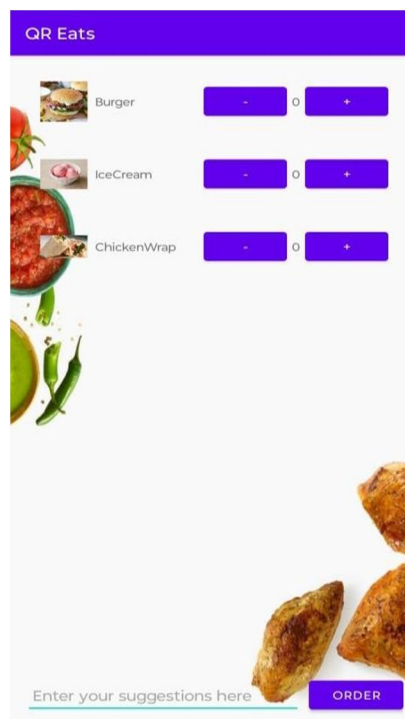 QR Eats
Burger - 0 +
IceCream - 0 +
ChickenWrap - 0 +
Enter your suggestions here ORDER